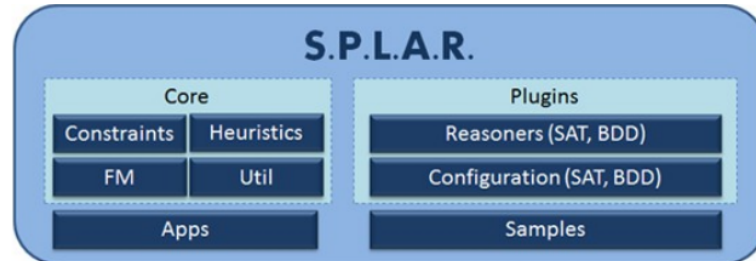 S.P.L.A.R.
Core
Constraints
Heuristics
FM
Util
Plugins
Reasoners (SAT, BDD)
Configuration (SAT, BDD)
Apps
Samples